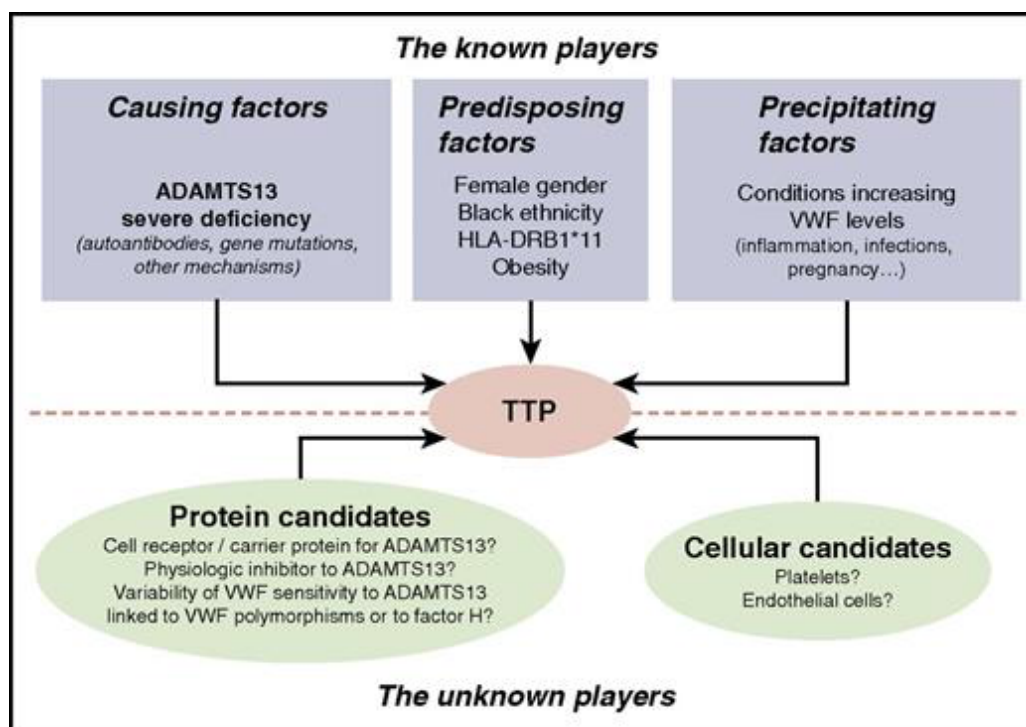 The known players
Causing factors
ADAMTS13
severe deficiency
(autoantibodies, gene mutations,
other mechanisms)
Predisposing
factors
Female gender
Black ethnicity
HLA-DRB1*11
Obesity
Precipitating
factors
Conditions increasing
VWF levels
(inflammation, infections,
pregnancy…)
TTP
Protein candidates
Cell receptor / carrier protein for ADAMTS13?
Physiologic inhibitor to ADAMTS13?
Variability of VWF sensitivity to ADAMTS13
linked to VWF polymorphisms or to factor H?
Cellular candidates
Platelets?
Endothelial cells?
The unknown players